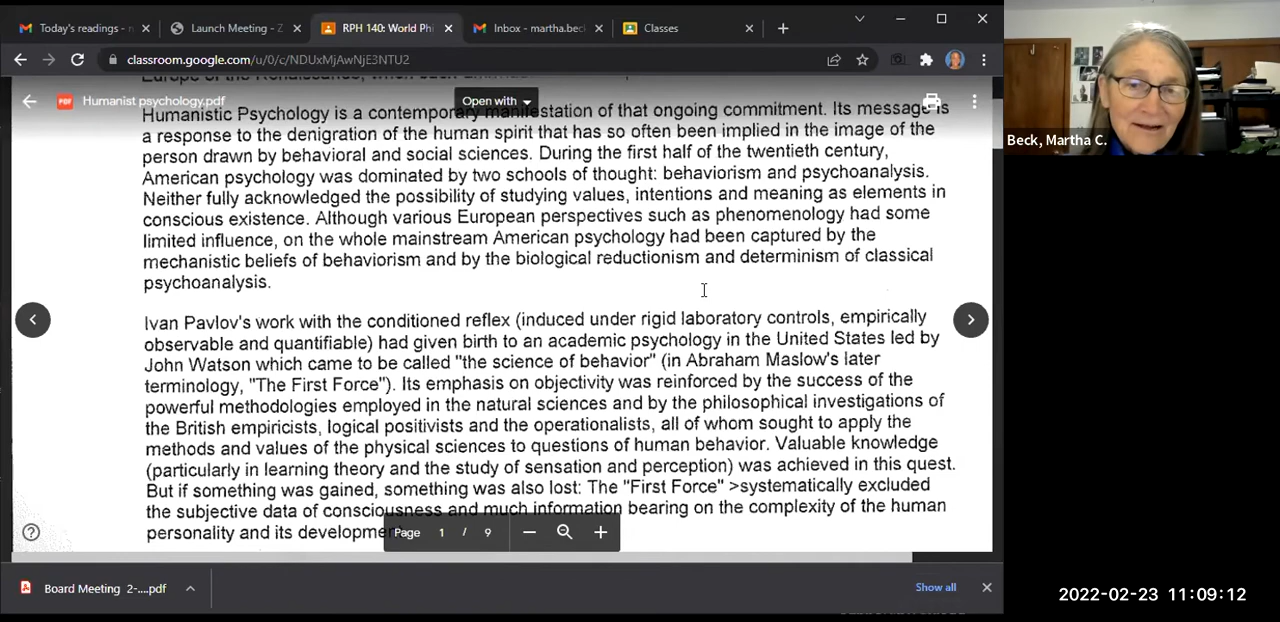 Today's readings - r
Launch Meeting - Z
RPH 140: World Phi
Inbox - martha.bec
Classes
classroom.google.com/u/0/c/NDUxMjAwNjE3NTU2
Humanist psychology.pdf
Open with
Beck, Martha C.
Humanistic Psychology is a contemporary manifestation of that ongoing commitment. Its message is
a response to the denigration of the human spirit that has so often been implied in the image of the
person drawn by behavioral and social sciences. During the first half of the twentieth century,
American psychology was dominated by two schools of thought: behaviorism and psychoanalysis.
Neither fully acknowledged the possibility of studying values, intentions and meaning as elements in
conscious existence. Although various European perspectives such as phenomenology had some
limited influence, on the whole mainstream American psychology had been captured by the
mechanistic beliefs of behaviorism and by the biological reductionism and determinism of classical
psychoanalysis.
Ivan Pavlov's work with the conditioned reflex (induced under rigid laboratory controls, empirically
observable and quantifiable) had given birth to an academic psychology in the United States led by
John Watson which came to be called "the science of behavior" (in Abraham Maslow's later
terminology, "The First Force"). Its emphasis on objectivity was reinforced by the success of the
powerful methodologies employed in the natural sciences and by the philosophical investigations of
the British empiricists, logical positivists and the operationalists, all of whom sought to apply the
methods and values of the physical sciences to questions of human behavior. Valuable knowledge
(particularly in learning theory and the study of sensation and perception) was achieved in this quest.
But if something was gained, something was also lost: The "First Force" >systematically excluded
the subjective data of consciousness and much information bearing on the complexity of the human
personality and its developmen
Page 1 / 9
Board Meeting 2-....pdf
Show all
2022-02-23 11:09:12